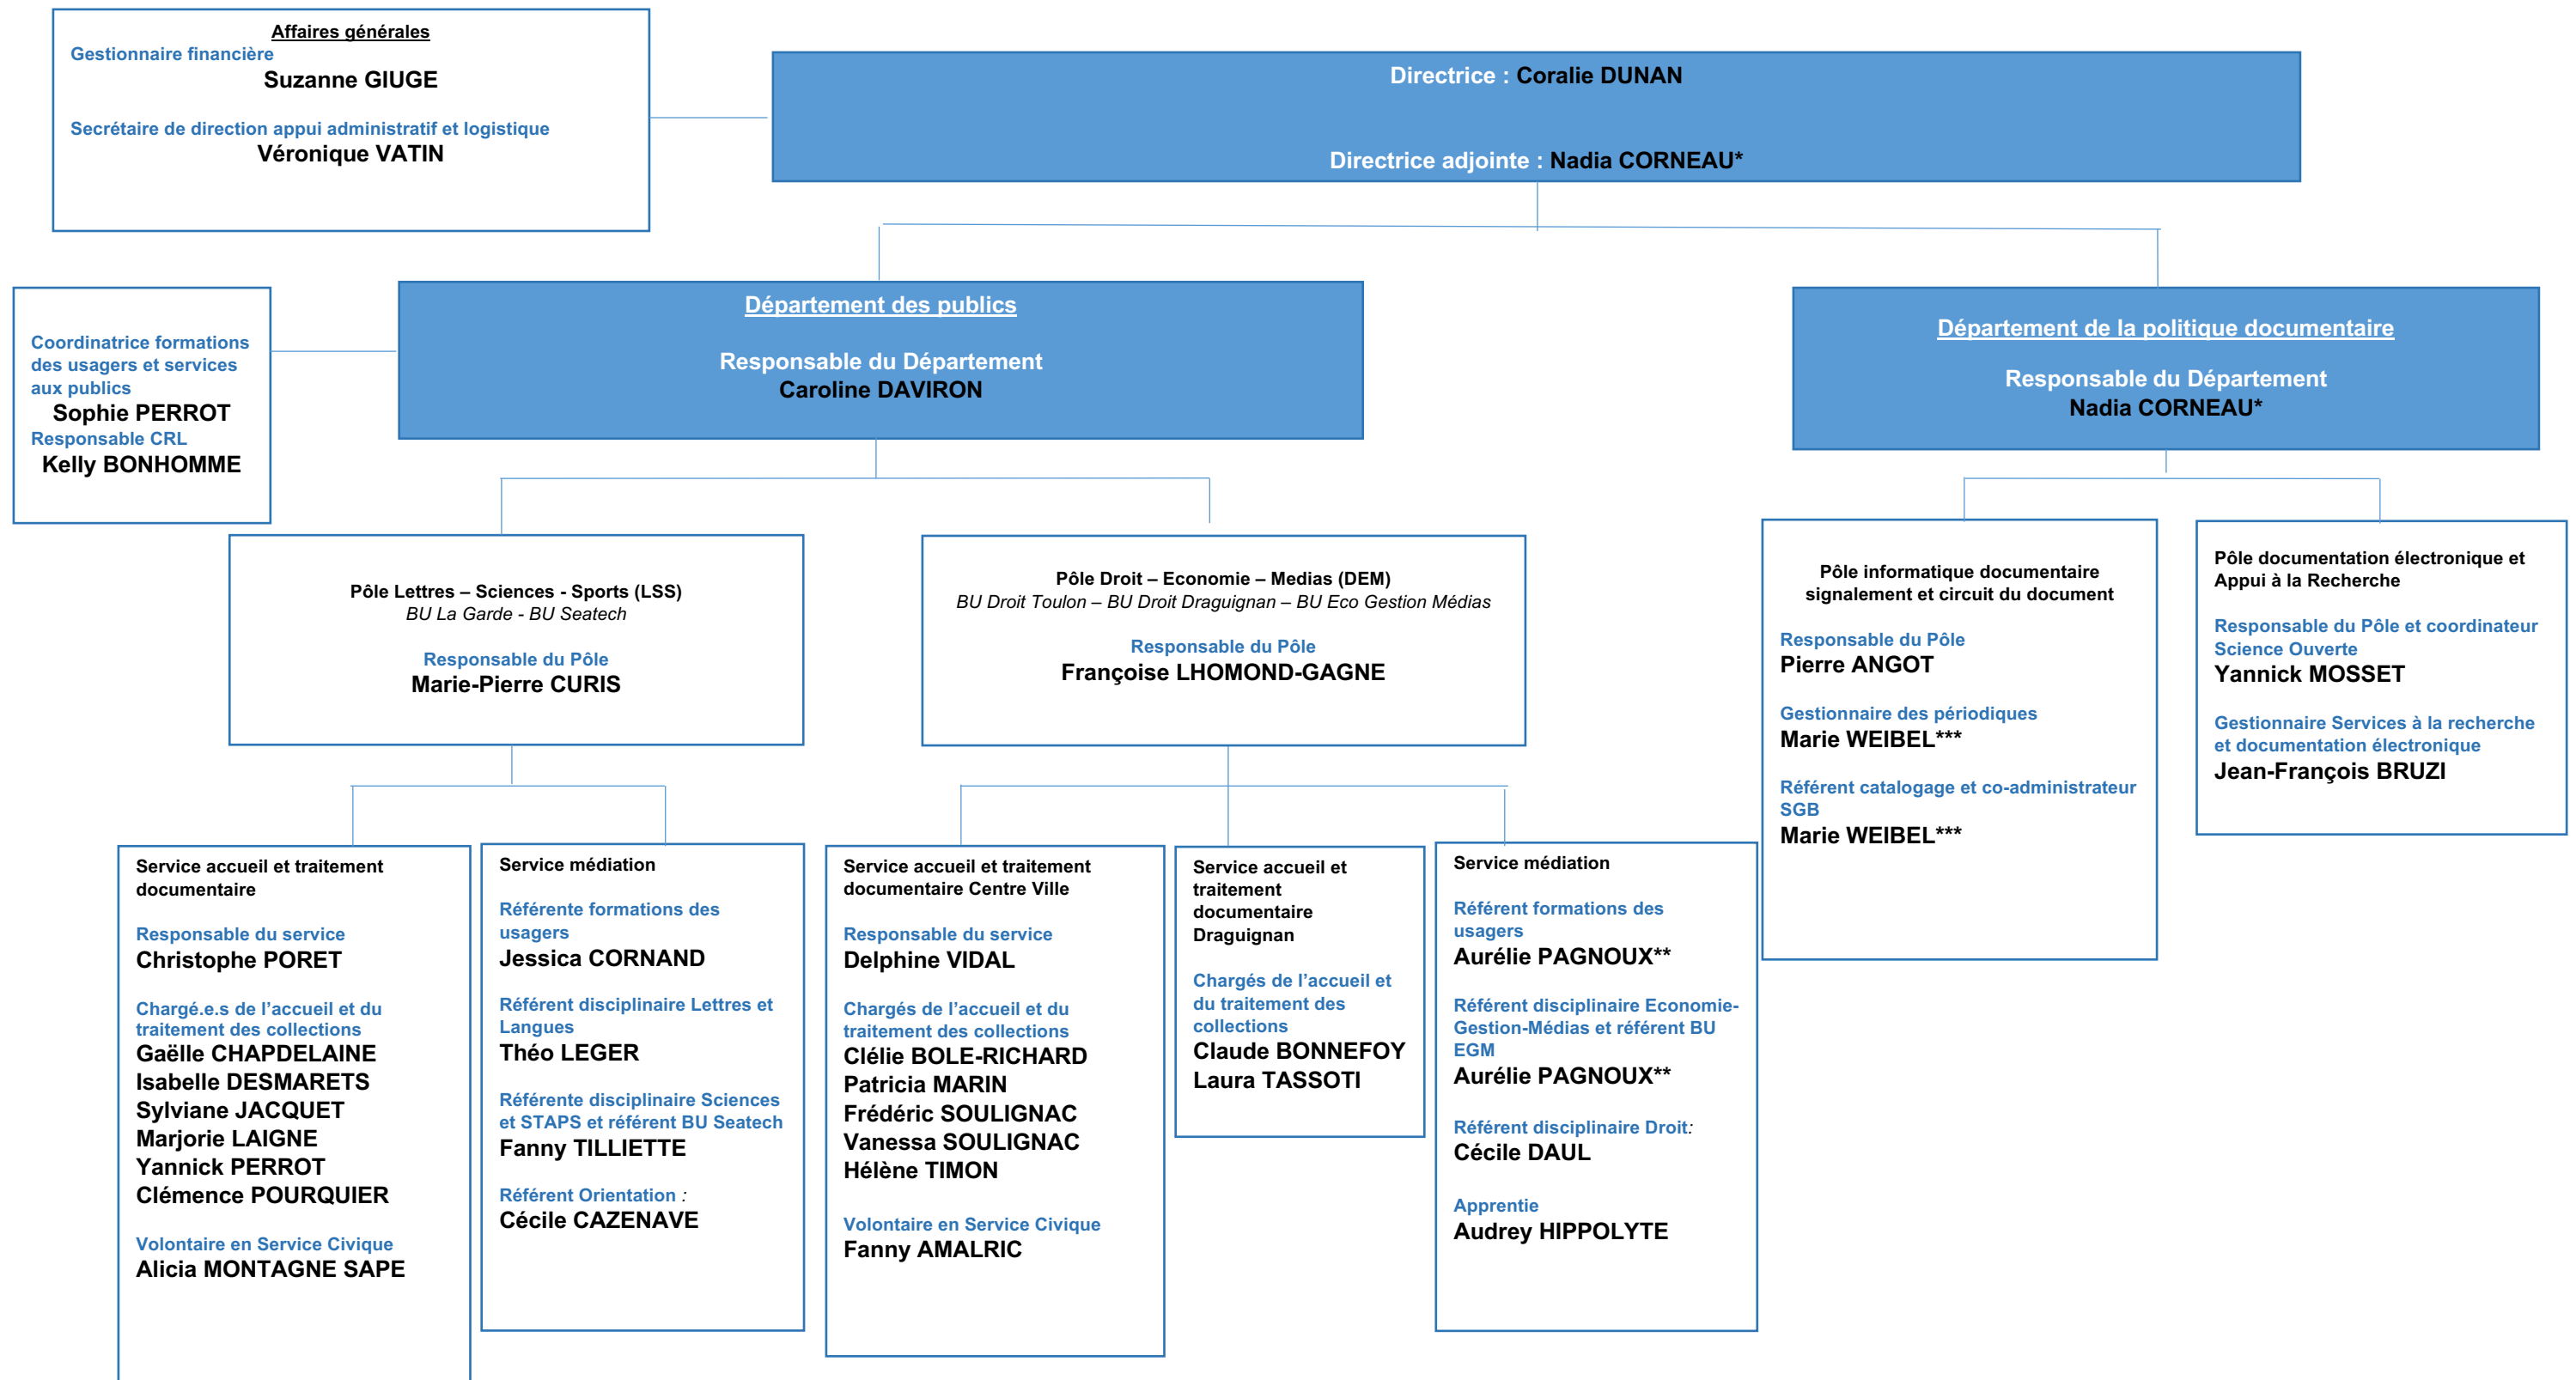 Affaires générales
Gestionnaire financière
Suzanne GIUGE
Secrétaire de direction appui administratif et logistique
Véronique VATIN
Directrice : Coralie DUNAN
Directrice adjointe : Nadia CORNEAU*
Coordinatrice formations
des usagers et services
aux publics
Sophie PERROT
Responsable CRL
Kelly BONHOMME
Département des publics
Responsable du Département
Caroline DAVIRON
Département de la politique documentaire
Responsable du Département
Nadia CORNEAU*
Pôle Lettres – Sciences - Sports (LSS)
BU La Garde - BU Seatech
Responsable du Pôle
Marie-Pierre CURIS
Pôle Droit – Economie – Medias (DEM)
BU Droit Toulon – BU Droit Draguignan – BU Eco Gestion Médias
Responsable du Pôle
Françoise LHOMOND-GAGNE
Pôle informatique documentaire
signalement et circuit du document
Responsable du Pôle
Pierre ANGOT
Gestionnaire des périodiques
Marie WEIBEL***
Référent catalogage et co-administrateur
SGB
Marie WEIBEL***
Pôle documentation électronique et
Appui à la Recherche
Responsable du Pôle et coordinateur
Science Ouverte
Yannick MOSSET
Gestionnaire Services à la recherche
et documentation électronique
Jean-François BRUZI
Service accueil et traitement
documentaire
Responsable du service
Christophe PORET
Chargé.e.s de l’accueil et du
traitement des collections
Gaëlle CHAPDELAINE
Isabelle DESMARETS
Sylviane JACQUET
Marjorie LAIGNE
Yannick PERROT
Clémence POURQUIER
Volontaire en Service Civique
Alicia MONTAGNE SAPE
Service médiation
Référente formations des
usagers
Jessica CORNAND
Référent disciplinaire Lettres et
Langues
Théo LEGER
Référente disciplinaire Sciences
et STAPS et référent BU Seatech
Fanny TILLIETTE
Référent Orientation :
Cécile CAZENAVE
Service accueil et traitement
documentaire Centre Ville
Responsable du service
Delphine VIDAL
Chargés de l’accueil et du
traitement des collections
Clélie BOLE-RICHARD
Patricia MARIN
Frédéric SOULIGNAC
Vanessa SOULIGNAC
Hélène TIMON
Volontaire en Service Civique
Fanny AMALRIC
Service accueil et
traitement
documentaire
Draguignan
Chargés de l’accueil et
du traitement des
collections
Claude BONNEFOY
Laura TASSOTI
Service médiation
Référent formations des
usagers
Aurélie PAGNOUX**
Référent disciplinaire Economie-
Gestion-Médias et référent BU
EGM
Aurélie PAGNOUX**
Référent disciplinaire Droit:
Cécile DAUL
Apprentie
Audrey HIPPOLYTE